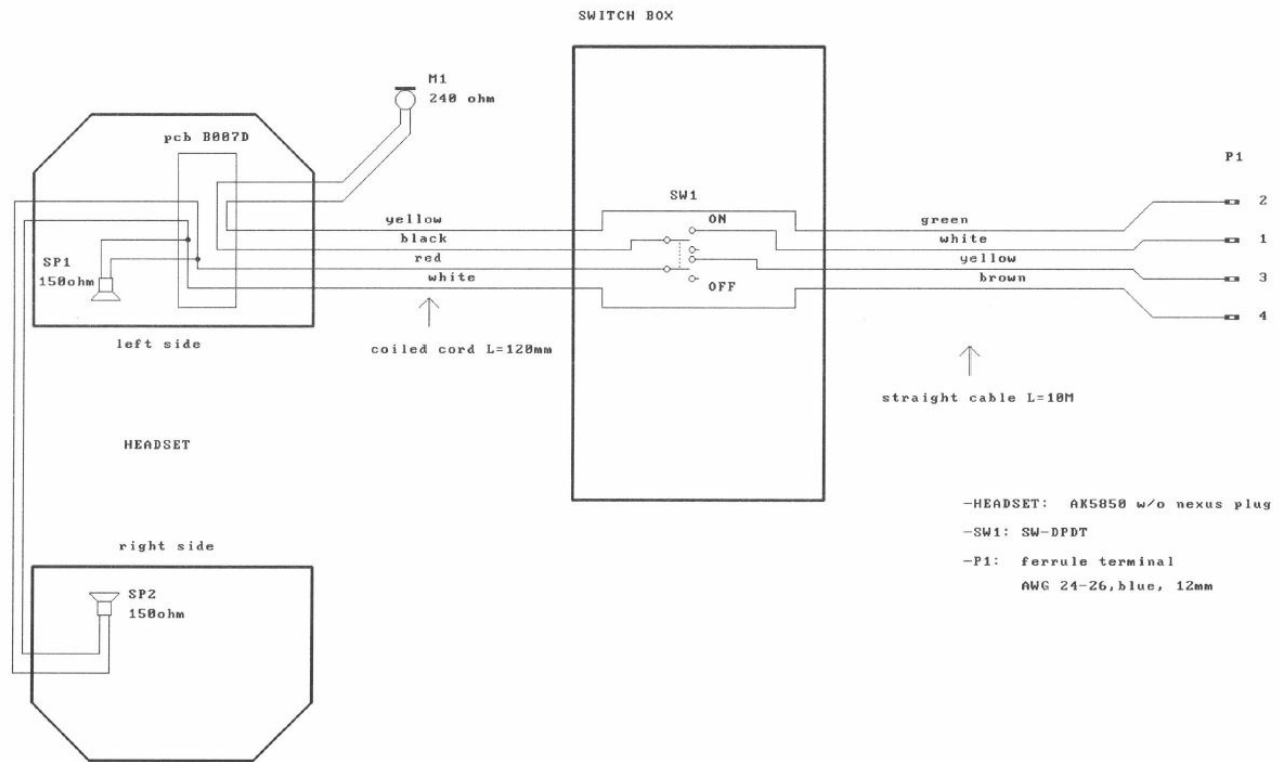 SWITCH BOX
M1
240 ohm
pcb B007D
P1
SW1
2
yellow
ON
green
black
white
1
red
yellow
SP1
150ohm
white
OFF
brown
3
4
left side
coiled cord L=120mm
straight cable L=10M
HEADSET
-HEADSET: AK5850 w/o nexus plug
-SW1: SW-DPDT
right side
-P1: ferrule terminal
AWG 24-26,blue, 12mm
SP2
150ohm